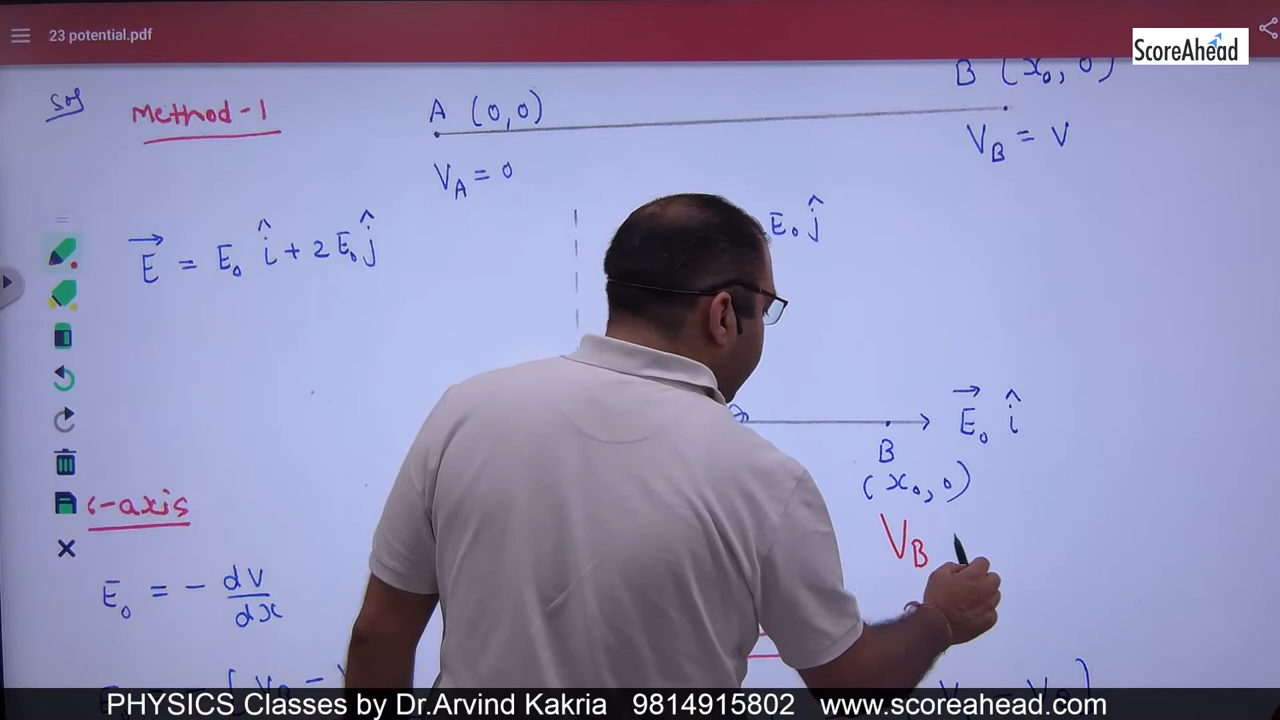 23 potential.pdf
ScoreAhead
Sol
Method-1
A (0,0)
B (x₀, 0)
V_A = 0
V_B = V
E⃗ = E₀ î + 2E₀ ĵ
E₀ ĵ
E⃗₀ î
B
(x₀, 0)
V_B
-axis
E₀ = - dV/dx
PHYSICS Classes by Dr.Arvind Kakria 9814915802 www.scoreahead.com